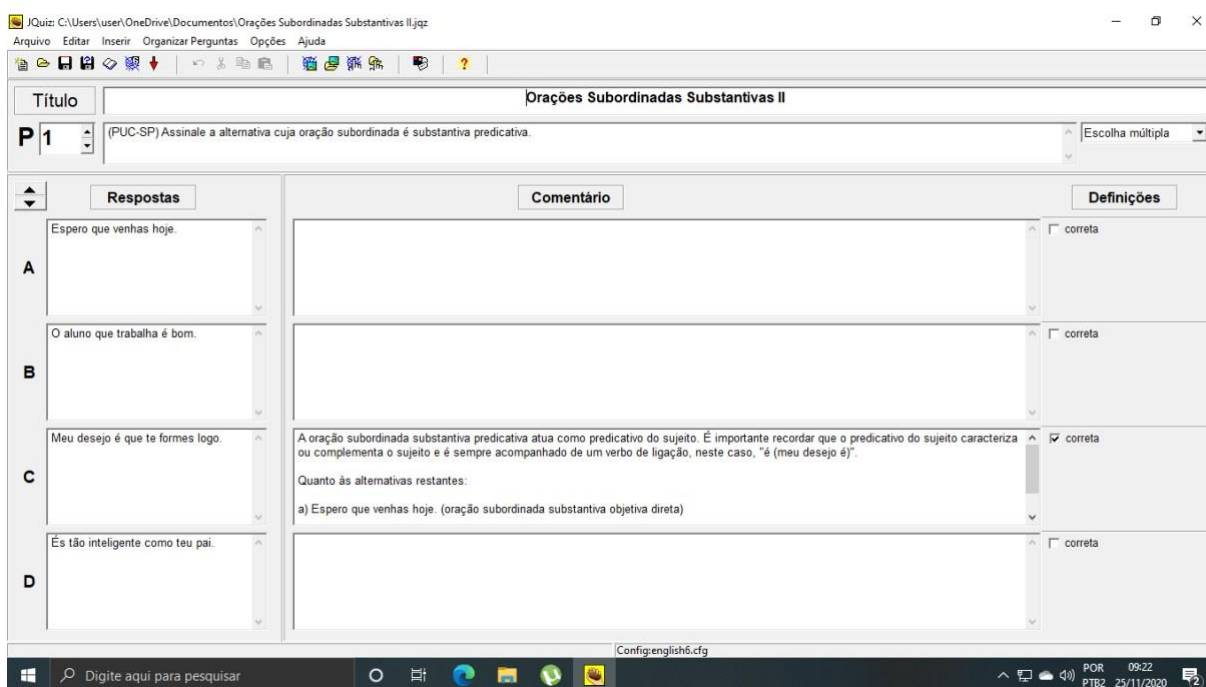 JQuiz: C:\Users\user\OneDrive\Documentos\Orações Subordinadas Substantivas II.jqz
Arquivo Editar Inserir Organizar Perguntas Opções Ajuda
?
Título
Orações Subordinadas Substantivas II
P 1
(PUC-SP) Assinale a alternativa cuja oração subordinada é substantiva predicativa.
Escolha múltipla
Respostas Comentário Definições
A
Espero que venhas hoje.
correta
B
O aluno que trabalha é bom.
correta
C
Meu desejo é que te formes logo.
A oração subordinada substantiva predicativa atua como predicativo do sujeito. É importante recordar que o predicativo do sujeito caracteriza
ou complementa o sujeito e é sempre acompanhado de um verbo de ligação, neste caso, "é (meu desejo é)".
Quanto às alternativas restantes:
a) Espero que venhas hoje. (oração subordinada substantiva objetiva direta)
correta
D
És tão inteligente como teu pai.
correta
Config:english6.cfg
Digite aqui para pesquisar
POR
PTB2
09:22
25/11/2020
2